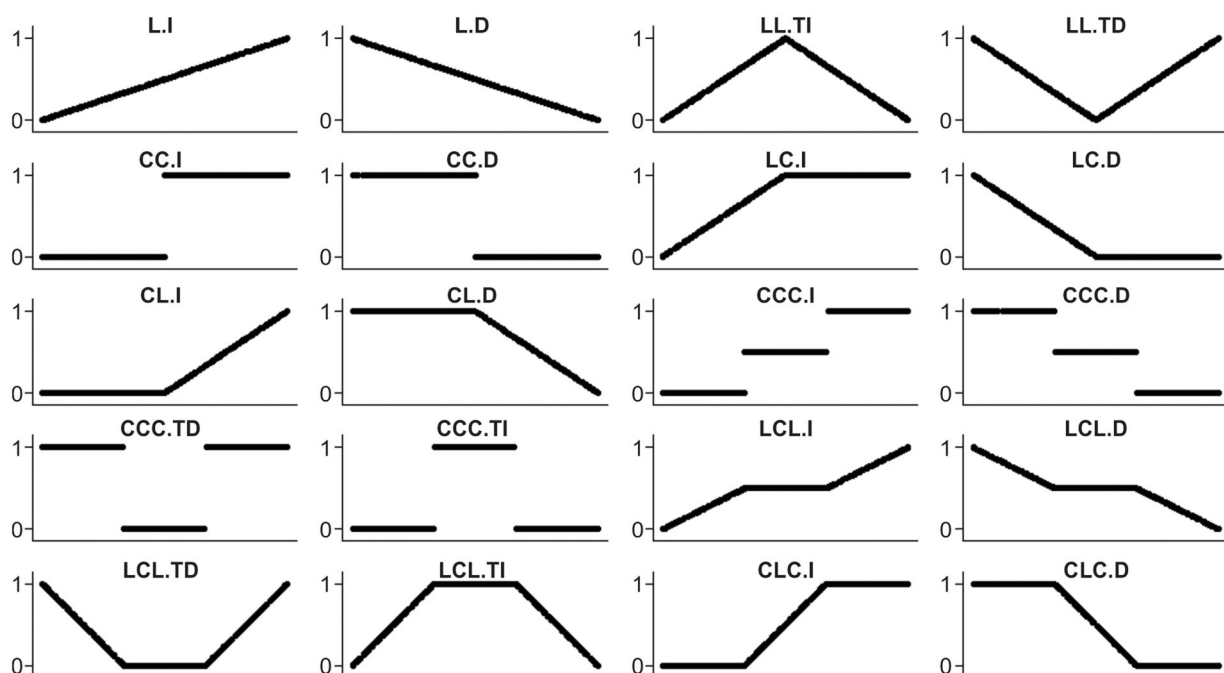 L.I L.D LL.TI LL.TD
1 1 1 1
0 0 0 0
CC.I CC.D LC.I LC.D
1 1 1 1
0 0 0 0
CL.I CL.D CCC.I CCC.D
1 1 1 1
0 0 0 0
CCC.TD CCC.TI LCL.I LCL.D
1 1 1 1
0 0 0 0
LCL.TD LCL.TI CLC.I CLC.D
1 1 1 1
0 0 0 0